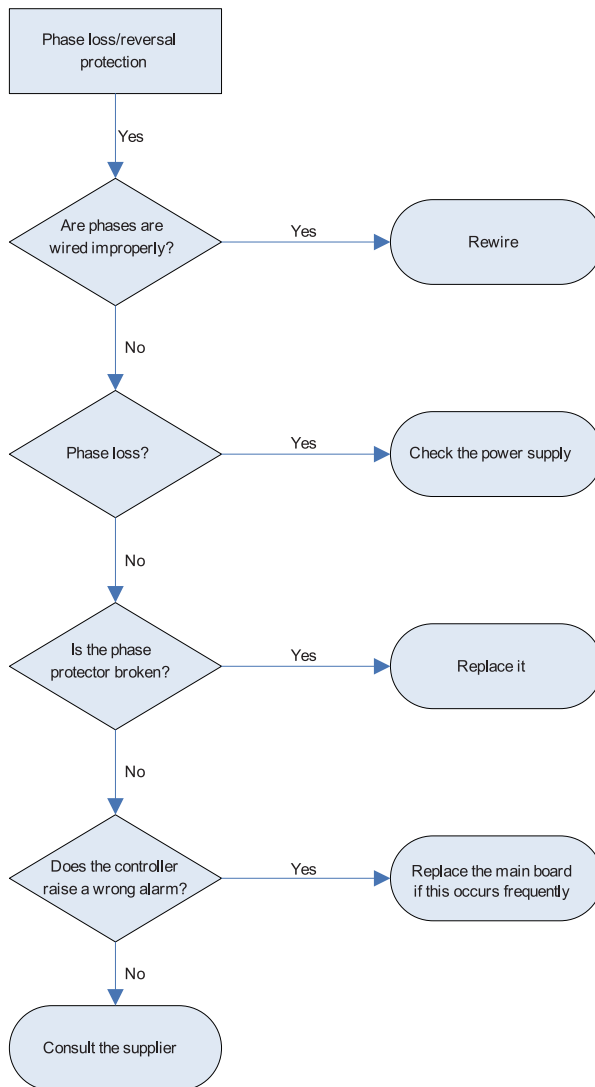 Phase loss/reversal
protection
Yes
Are phases are
wired improperly?
Yes
Rewire
No
Phase loss?
Yes
Check the power supply
No
Is the phase
protector broken?
Yes
Replace it
No
Does the controller
raise a wrong alarm?
Yes
Replace the main board
if this occurs frequently
No
Consult the supplier